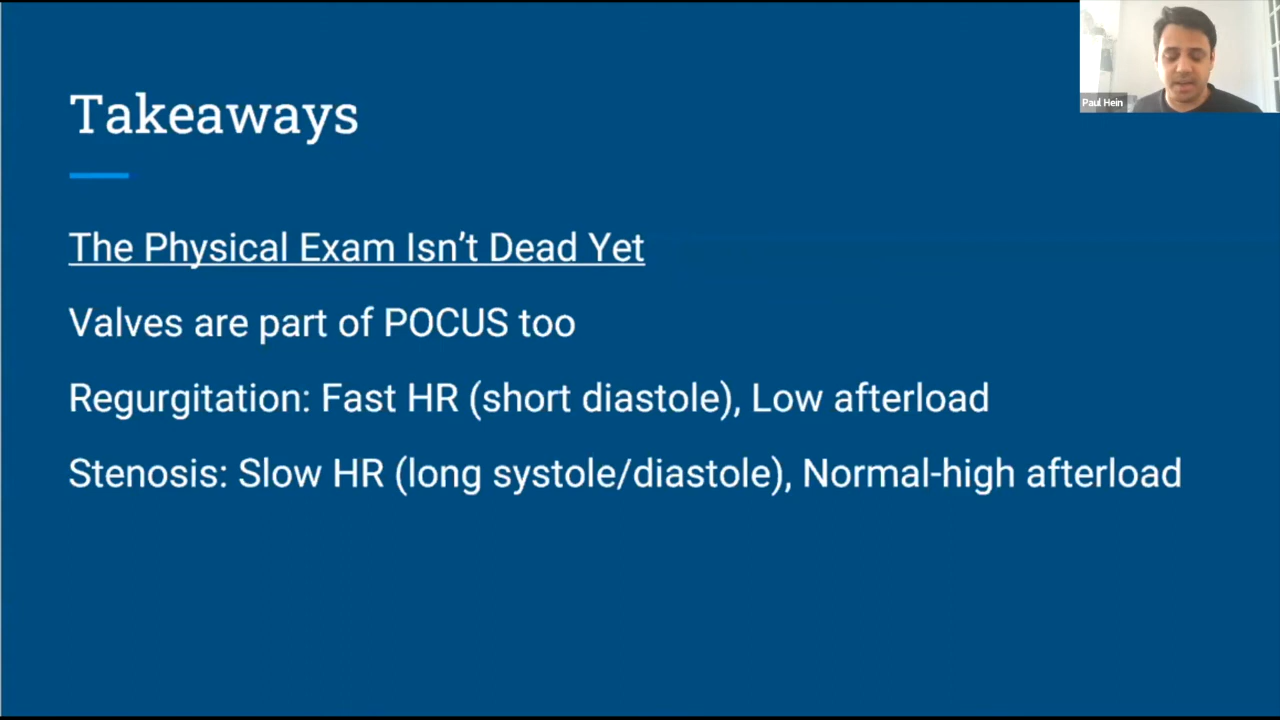 Paul Hein
Takeaways
The Physical Exam Isn’t Dead Yet
Valves are part of POCUS too
Regurgitation: Fast HR (short diastole), Low afterload
Stenosis: Slow HR (long systole/diastole), Normal-high afterload